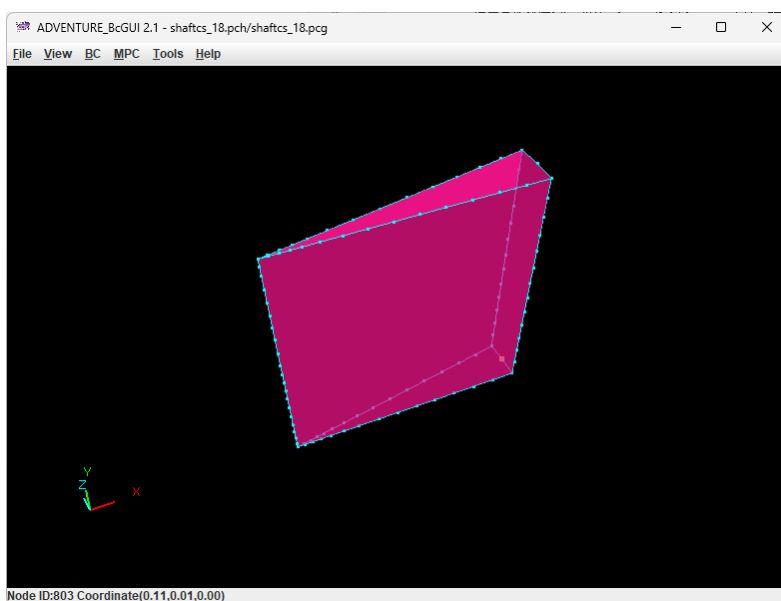 ADVENTURE_BcGUI 2.1 - shaftcs_18.pch/shaftcs_18.pcg
File View BC MPC Tools Help
Y
Z
X
Node ID:803 Coordinate(0.11,0.01,0.00)